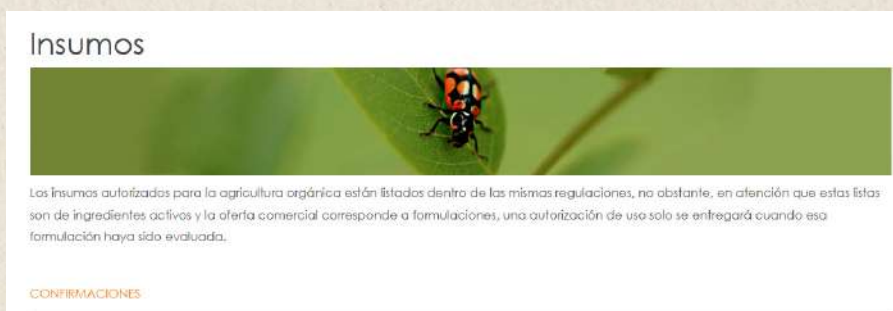 Insumos
Los insumos autorizados para la agricultura orgánica están listados dentro de las mismas regulaciones, no obstante, en atención que estas listas
son de ingredientes activos y la oferta comercial corresponde a formulaciones, una autorización de uso solo se entregará cuando esa
formulación haya sido evaluada.
CONFIRMACIONES